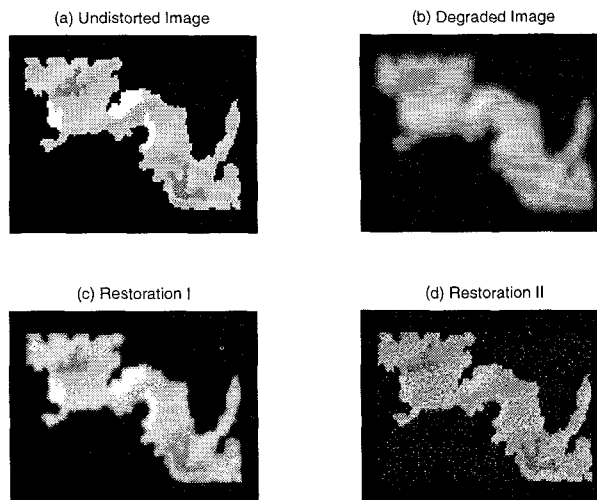 (a) Undistorted Image
(b) Degraded Image
(c) Restoration I
(d) Restoration II